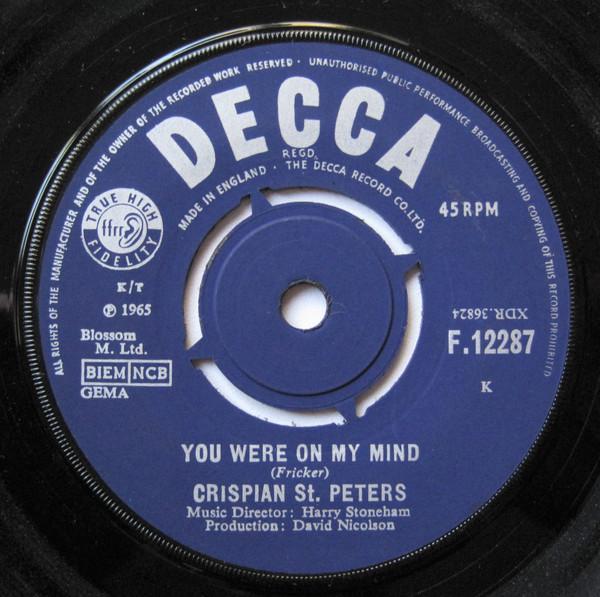 ALL RIGHTS OF THE MANUFACTURER AND OF THE OWNER OF THE RECORDED WORK RESERVED · UNAUTHORISED PUBLIC PERFORMANCE BROADCASTING AND COPYING OF THIS RECORD PROHIBITED
DECCA
REGD.
MADE IN ENGLAND · THE DECCA RECORD CO. LTD.
TRUE HIGH
ffrr
FIDELITY
45 RPM
K/T
℗ 1965
XDR.36824
Blossom
M. Ltd.
F.12287
BIEM NCB
GEMA
K
YOU WERE ON MY MIND
(Fricker)
CRISPIAN St. PETERS
Music Director: Harry Stoneham
Production: David Nicolson